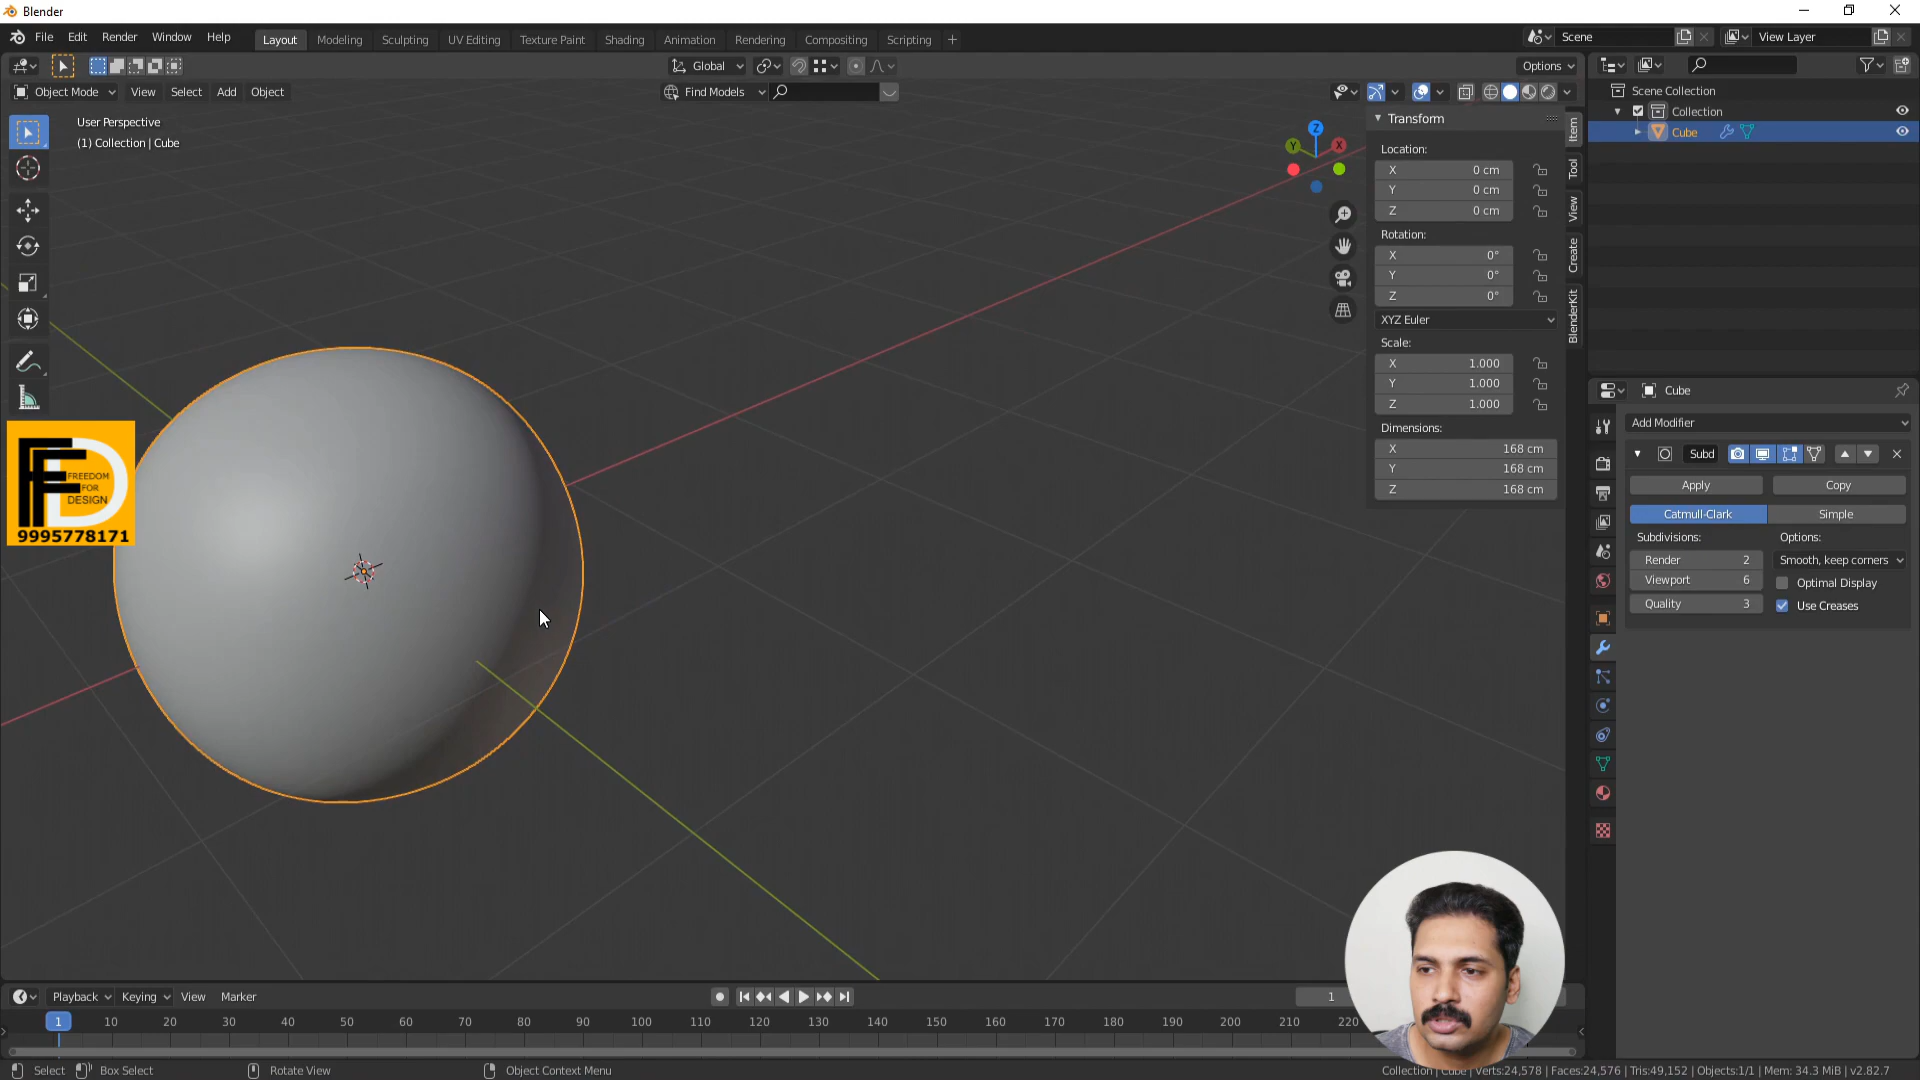 Blender
File Edit Render Window Help
Layout Modeling Sculpting UV Editing Texture Paint Shading Animation Rendering Compositing Scripting +
Scene
View Layer
Global
Options
Object Mode View Select Add Object
Find Models
User Perspective
(1) Collection | Cube
Z
Y
X
Transform
Location:
X 0 cm
Y 0 cm
Z 0 cm
Rotation:
X 0°
Y 0°
Z 0°
XYZ Euler
Scale:
X 1.000
Y 1.000
Z 1.000
Dimensions:
X 168 cm
Y 168 cm
Z 168 cm
Item
Tool
View
Create
BlenderKit
Scene Collection
Collection
Cube
Cube
Add Modifier
Subd
Apply Copy
Catmull-Clark Simple
Subdivisions: Options:
Render 2 Smooth, keep corners
Viewport 6 Optimal Display
Quality 3 Use Creases
FFD
FREEDOM
FOR
DESIGN
9995778171
Playback Keying View Marker
1
1 10 20 30 40 50 60 70 80 90 100 110 120 130 140 150 160 170 180 190 200 210 220
Select Box Select Rotate View Object Context Menu
Collection | Cube | Verts:24,578 | Faces:24,576 | Tris:49,152 | Objects:1/1 | Mem: 34.3 MiB | v2.82.7